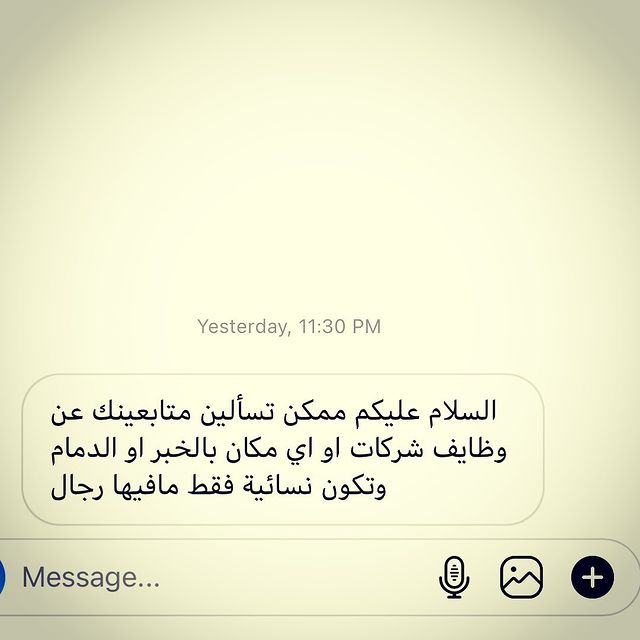 Yesterday, 11:30 PM
السلام عليكم ممكن تسألين متابعينك عن
وظايف شركات او اي مكان بالخبر او الدمام
وتكون نسائية فقط مافيها رجال
Message...